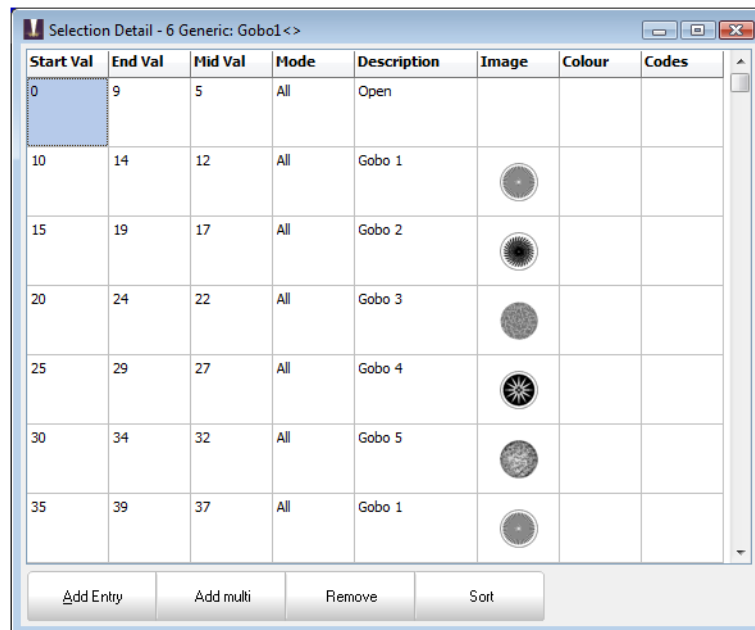 Selection Detail - 6 Generic: Gobo1<>
Start Val End Val Mid Val Mode Description Image Colour Codes
0 9 5 All Open
10 14 12 All Gobo 1
15 19 17 All Gobo 2
20 24 22 All Gobo 3
25 29 27 All Gobo 4
30 34 32 All Gobo 5
35 39 37 All Gobo 1
Add Entry Add multi Remove Sort